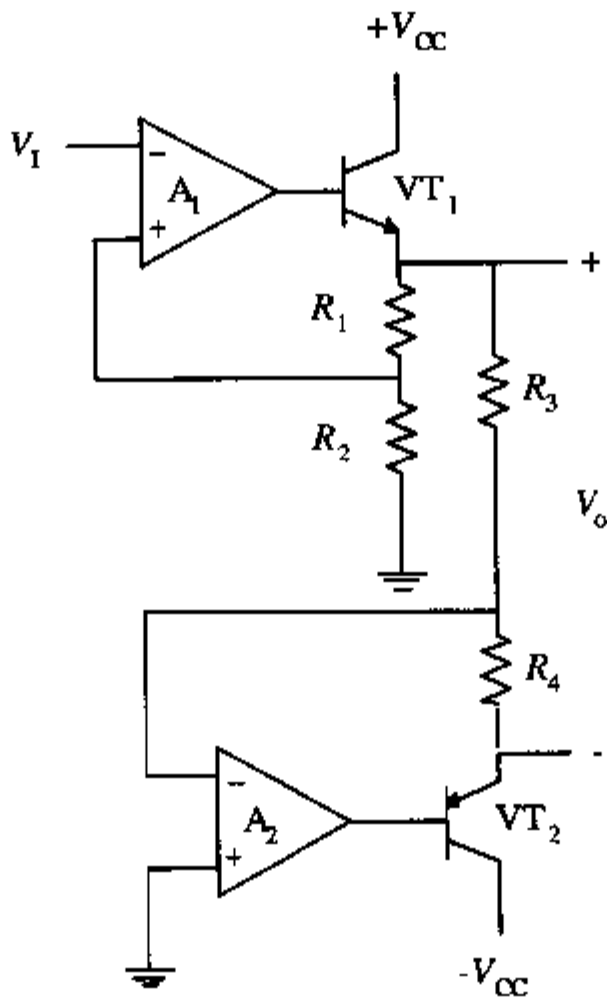 +V_CC
V_I
−
A_1
+
VT_1
+
R_1
R_3
R_2
V_o
R_4
-
−
A_2
+
VT_2
-V_CC